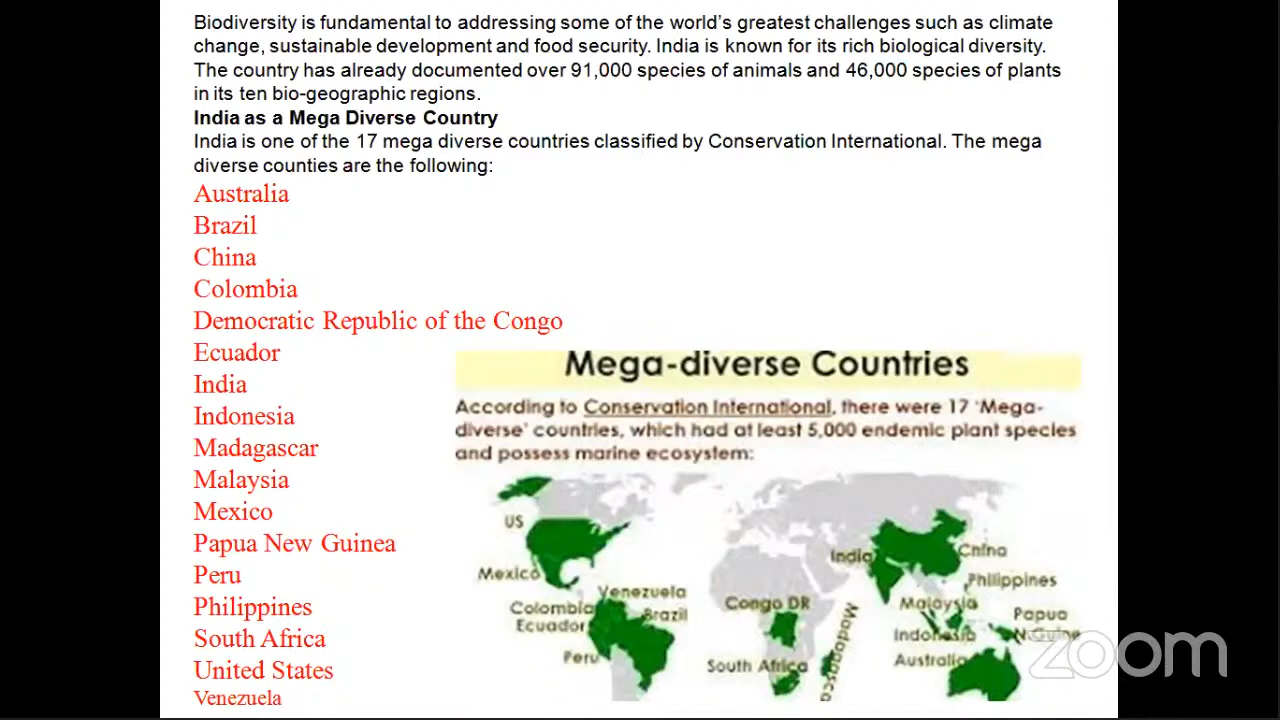 Biodiversity is fundamental to addressing some of the world's greatest challenges such as climate
change, sustainable development and food security. India is known for its rich biological diversity.
The country has already documented over 91,000 species of animals and 46,000 species of plants
in its ten bio-geographic regions.
India as a Mega Diverse Country
India is one of the 17 mega diverse countries classified by Conservation International. The mega
diverse counties are the following:
Australia
Brazil
China
Colombia
Democratic Republic of the Congo
Ecuador
India
Indonesia
Madagascar
Malaysia
Mexico
Papua New Guinea
Peru
Philippines
South Africa
United States
Venezuela
Mega-diverse Countries
According to Conservation International, there were 17 'Mega-
diverse' countries, which had at least 5,000 endemic plant species
and possess marine ecosystem:
US
Mexico
Venezuela
Colombia
Brazil
Ecuador
Peru
Congo DR
South Africa
Madagasca
India
China
Philippines
Malaysia
Papua
N.Guine
Indonesia
Australia
zoom